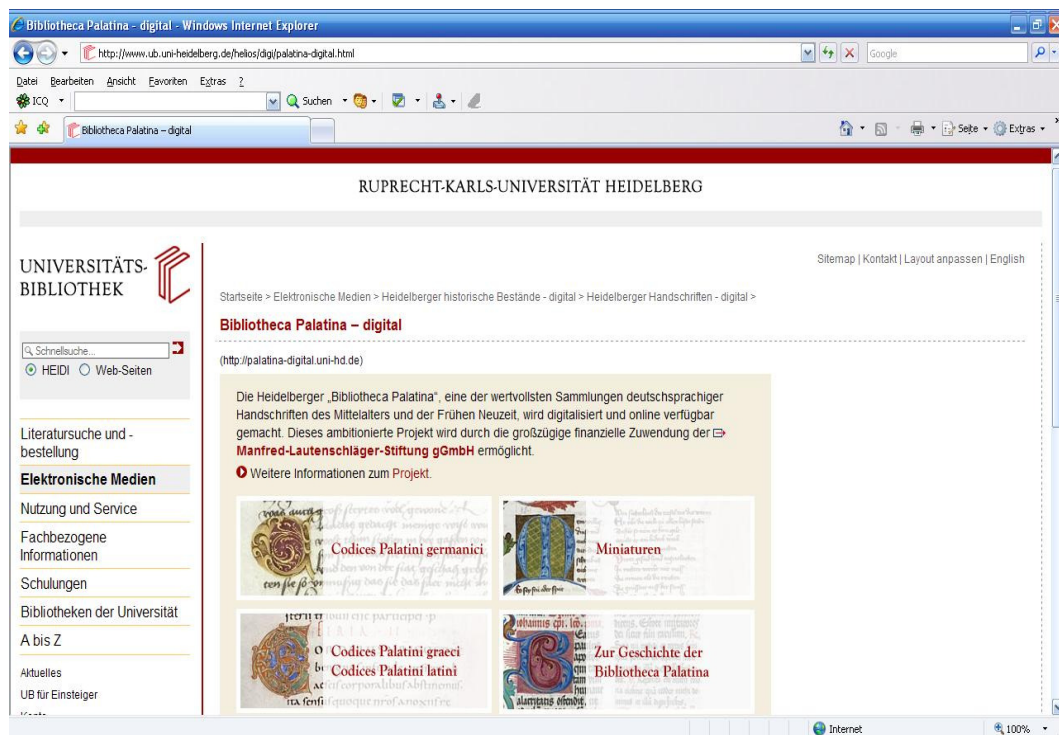 Bibliotheca Palatina - digital - Windows Internet Explorer
http://www.ub.uni-heidelberg.de/helios/digi/palatina-digital.html
Google
Datei Bearbeiten Ansicht Favoriten Extras ?
ICQ
Suchen
Bibliotheca Palatina – digital
Seite Extras
RUPRECHT-KARLS-UNIVERSITÄT HEIDELBERG
UNIVERSITÄTS-
BIBLIOTHEK
Sitemap | Kontakt | Layout anpassen | English
Startseite > Elektronische Medien > Heidelberger historische Bestände - digital > Heidelberger Handschriften - digital >
Bibliotheca Palatina – digital
Schnellsuche...
HEIDI Web-Seiten
(http://palatina-digital.uni-hd.de)
Die Heidelberger „Bibliotheca Palatina“, eine der wertvollsten Sammlungen deutschsprachiger
Handschriften des Mittelalters und der Frühen Neuzeit, wird digitalisiert und online verfügbar
gemacht. Dieses ambitionierte Projekt wird durch die großzügige finanzielle Zuwendung der
Manfred-Lautenschläger-Stiftung gGmbH ermöglicht.
Weitere Informationen zum Projekt.
Literatursuche und -
bestellung
Elektronische Medien
Nutzung und Service
Fachbezogene
Informationen
Schulungen
Bibliotheken der Universität
A bis Z
Aktuelles
UB für Einsteiger
Codices Palatini germanici
Miniaturen
Codices Palatini graeci
Codices Palatini latini
Zur Geschichte der
Bibliotheca Palatina
Internet
100%